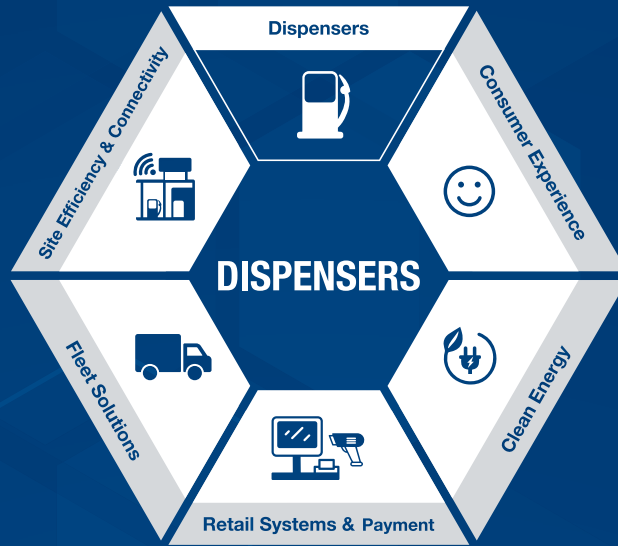 Dispensers
Site Efficiency & Connectivity
Consumer Experience
DISPENSERS
Fleet Solutions
Clean Energy
Retail Systems & Payment